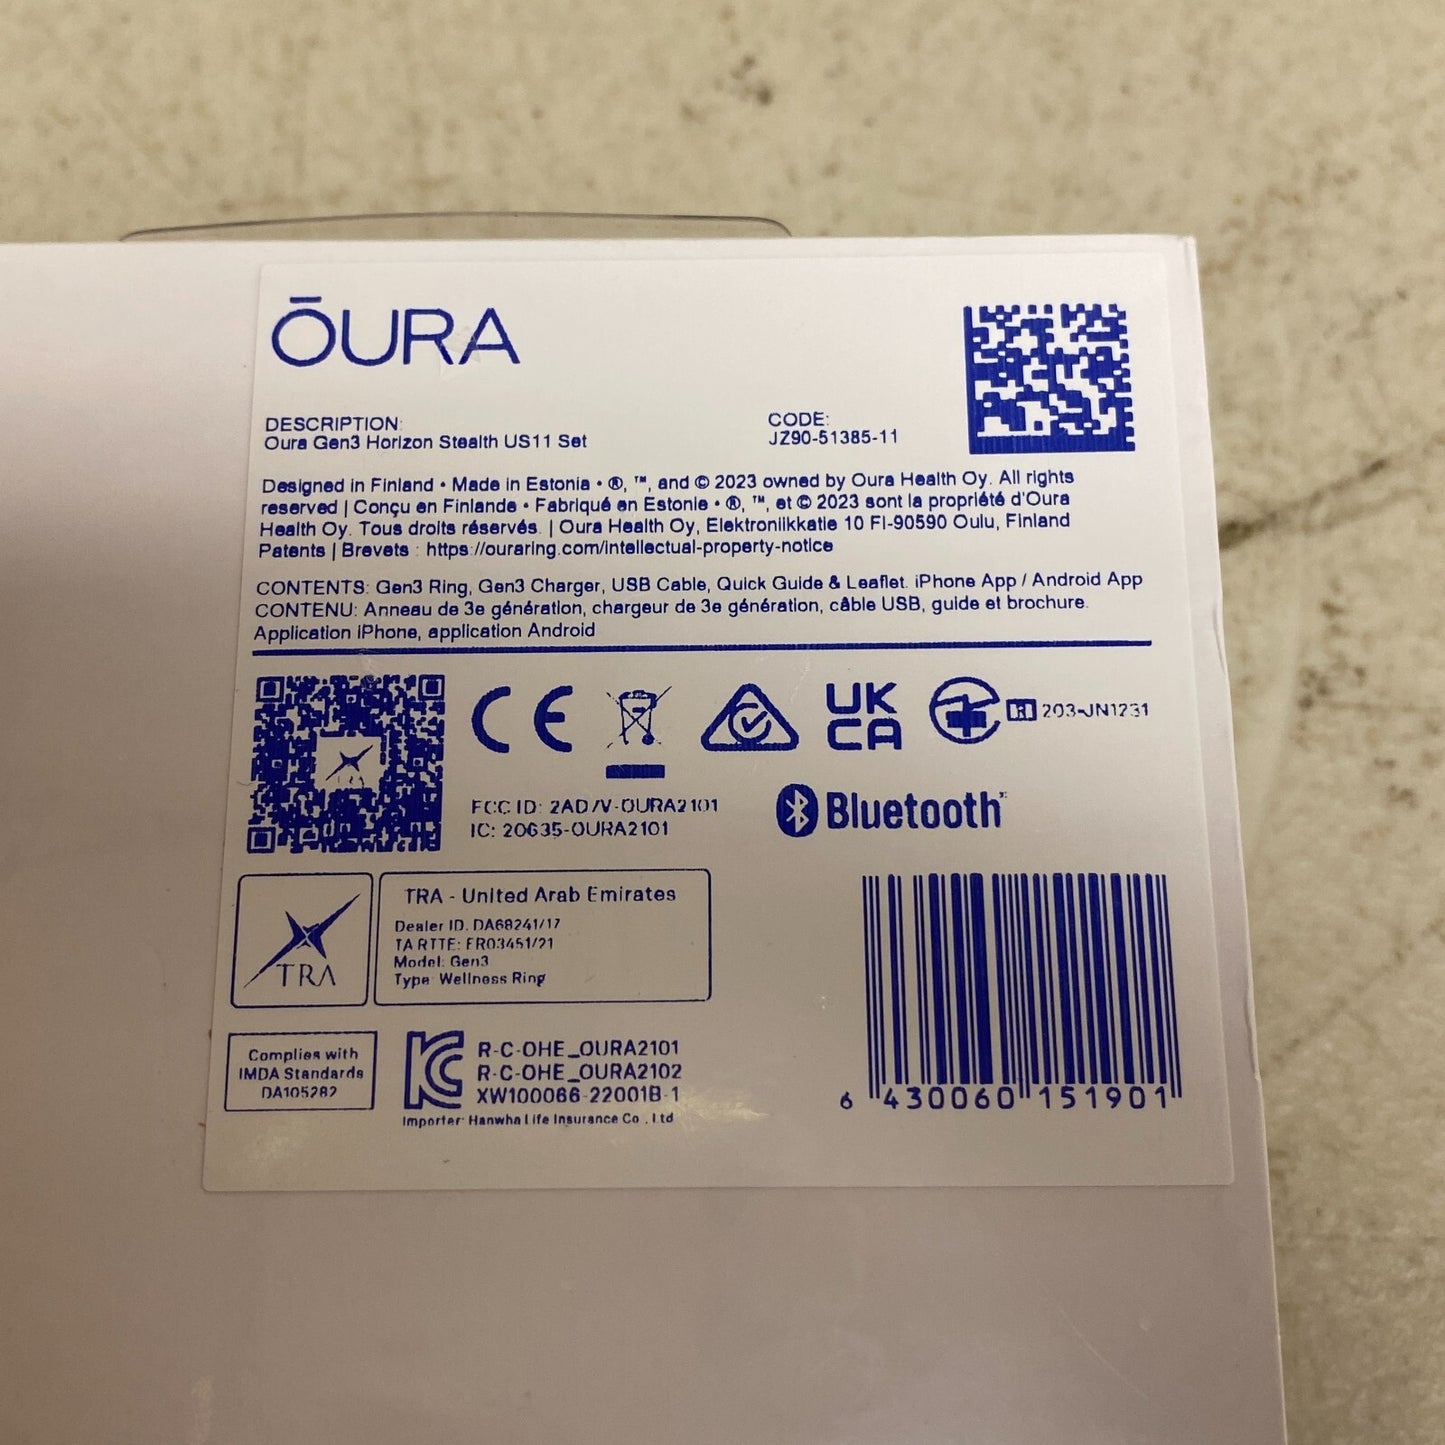 ŌURA
DESCRIPTION:
Oura Gen3 Horizon Stealth US11 Set
CODE:
JZ90-51385-11
Designed in Finland • Made in Estonia • ®, ™, and © 2023 owned by Oura Health Oy. All rights
reserved | Conçu en Finlande • Fabriqué en Estonie • ®, ™, et © 2023 sont la propriété d'Oura
Health Oy. Tous droits réservés. | Oura Health Oy, Elektroniikkatie 10 FI-90590 Oulu, Finland
Patents | Brevets : https://ouraring.com/intellectual-property-notice
CONTENTS: Gen3 Ring, Gen3 Charger, USB Cable, Quick Guide & Leaflet. iPhone App / Android App
CONTENU: Anneau de 3e génération, chargeur de 3e génération, câble USB, guide et brochure.
Application iPhone, application Android
CE
UK
CA
R 203-JN1231
FCC ID: 2AD7V-OURA2101
IC: 20635-OURA2101
Bluetooth
TRA
TRA - United Arab Emirates
Dealer ID. DA68241/17
TA RTTE: ER03451/21
Model: Gen3
Type: Wellness Ring
Complies with
IMDA Standards
DA105282
R-C-OHE_OURA2101
R-C-OHE_OURA2102
XW100066-22001B-1
Importer: Hanwha Life Insurance Co., Ltd
6 430060 151901